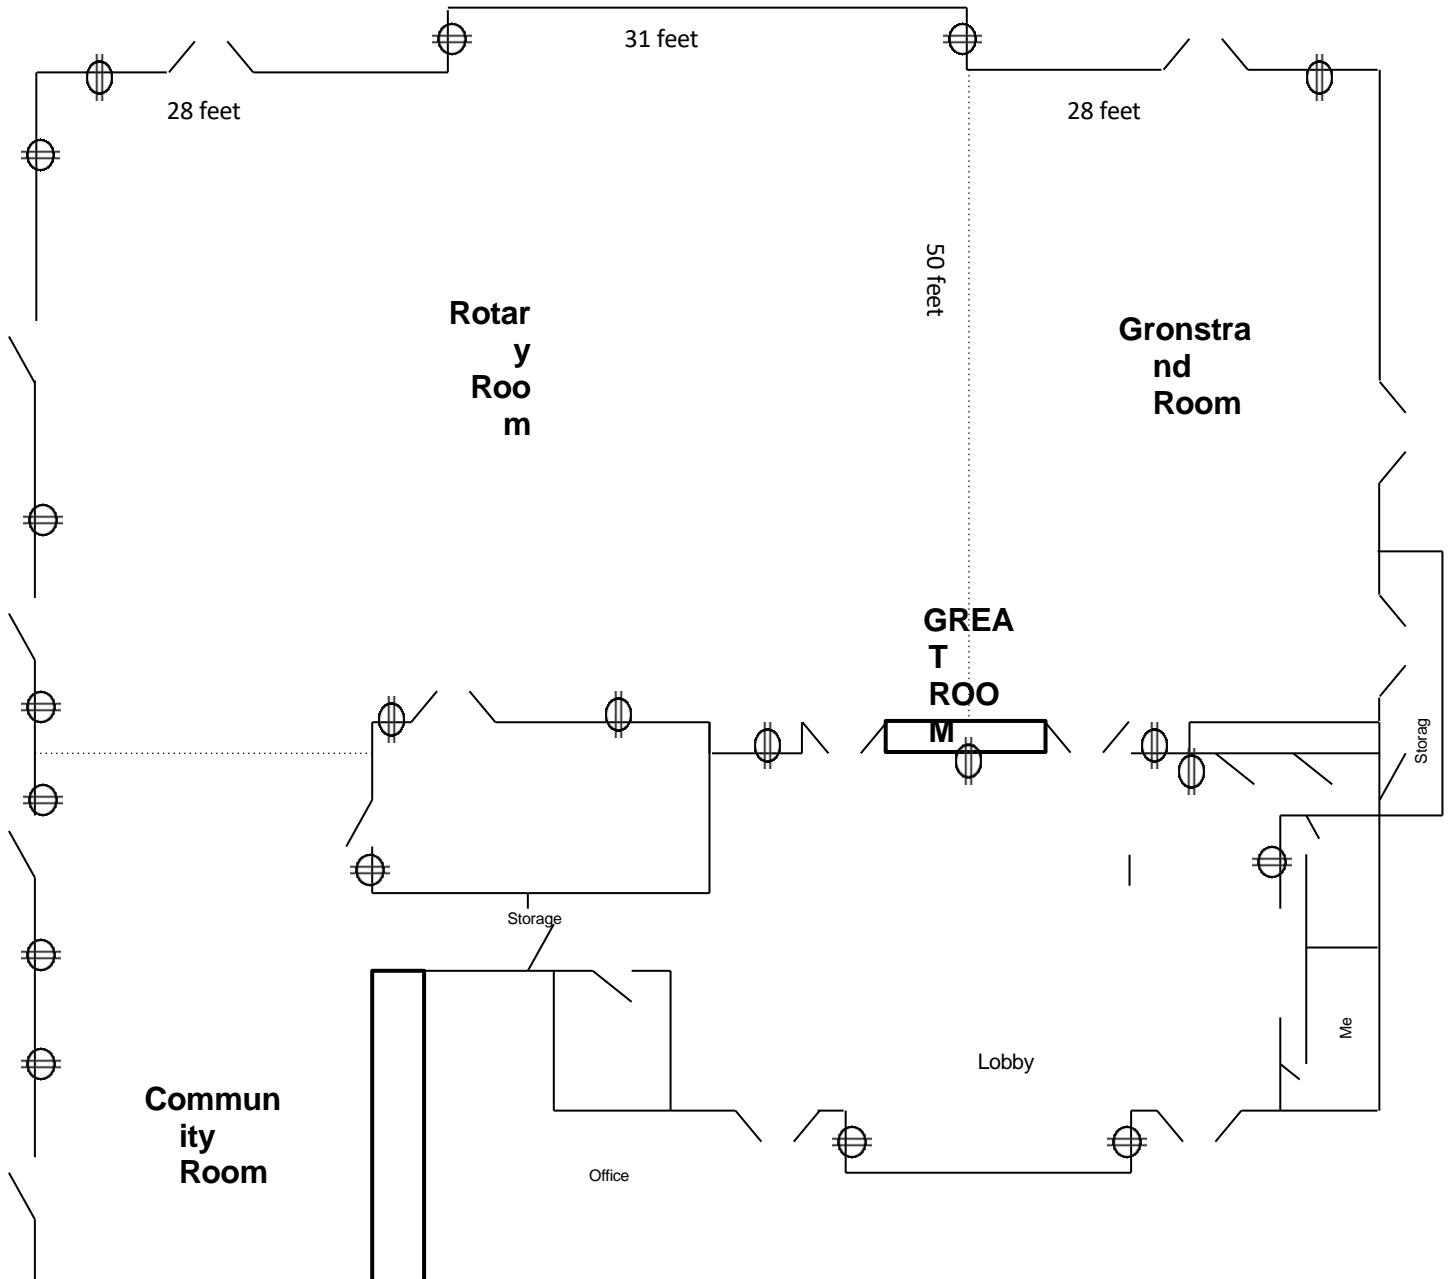 31 feet
28 feet
28 feet
50 feet
Rotar
y
Roo
m
Gronstra
nd
Room
GREA
T
ROO
M
Storag
Storage
Me
Lobby
Commun
ity
Room
Office